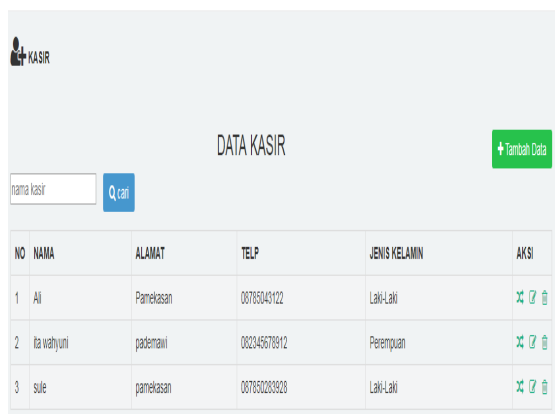 KASIR
DATA KASIR
Tambah Data
nama kasir
cari
NO NAMA ALAMAT TELP JENIS KELAMIN AKSI
1 Ali Pamekasan 08785043122 Laki-Laki
2 ita wahyuni pademawi 082345678912 Perempuan
3 sule pamekasan 087850283928 Laki-Laki